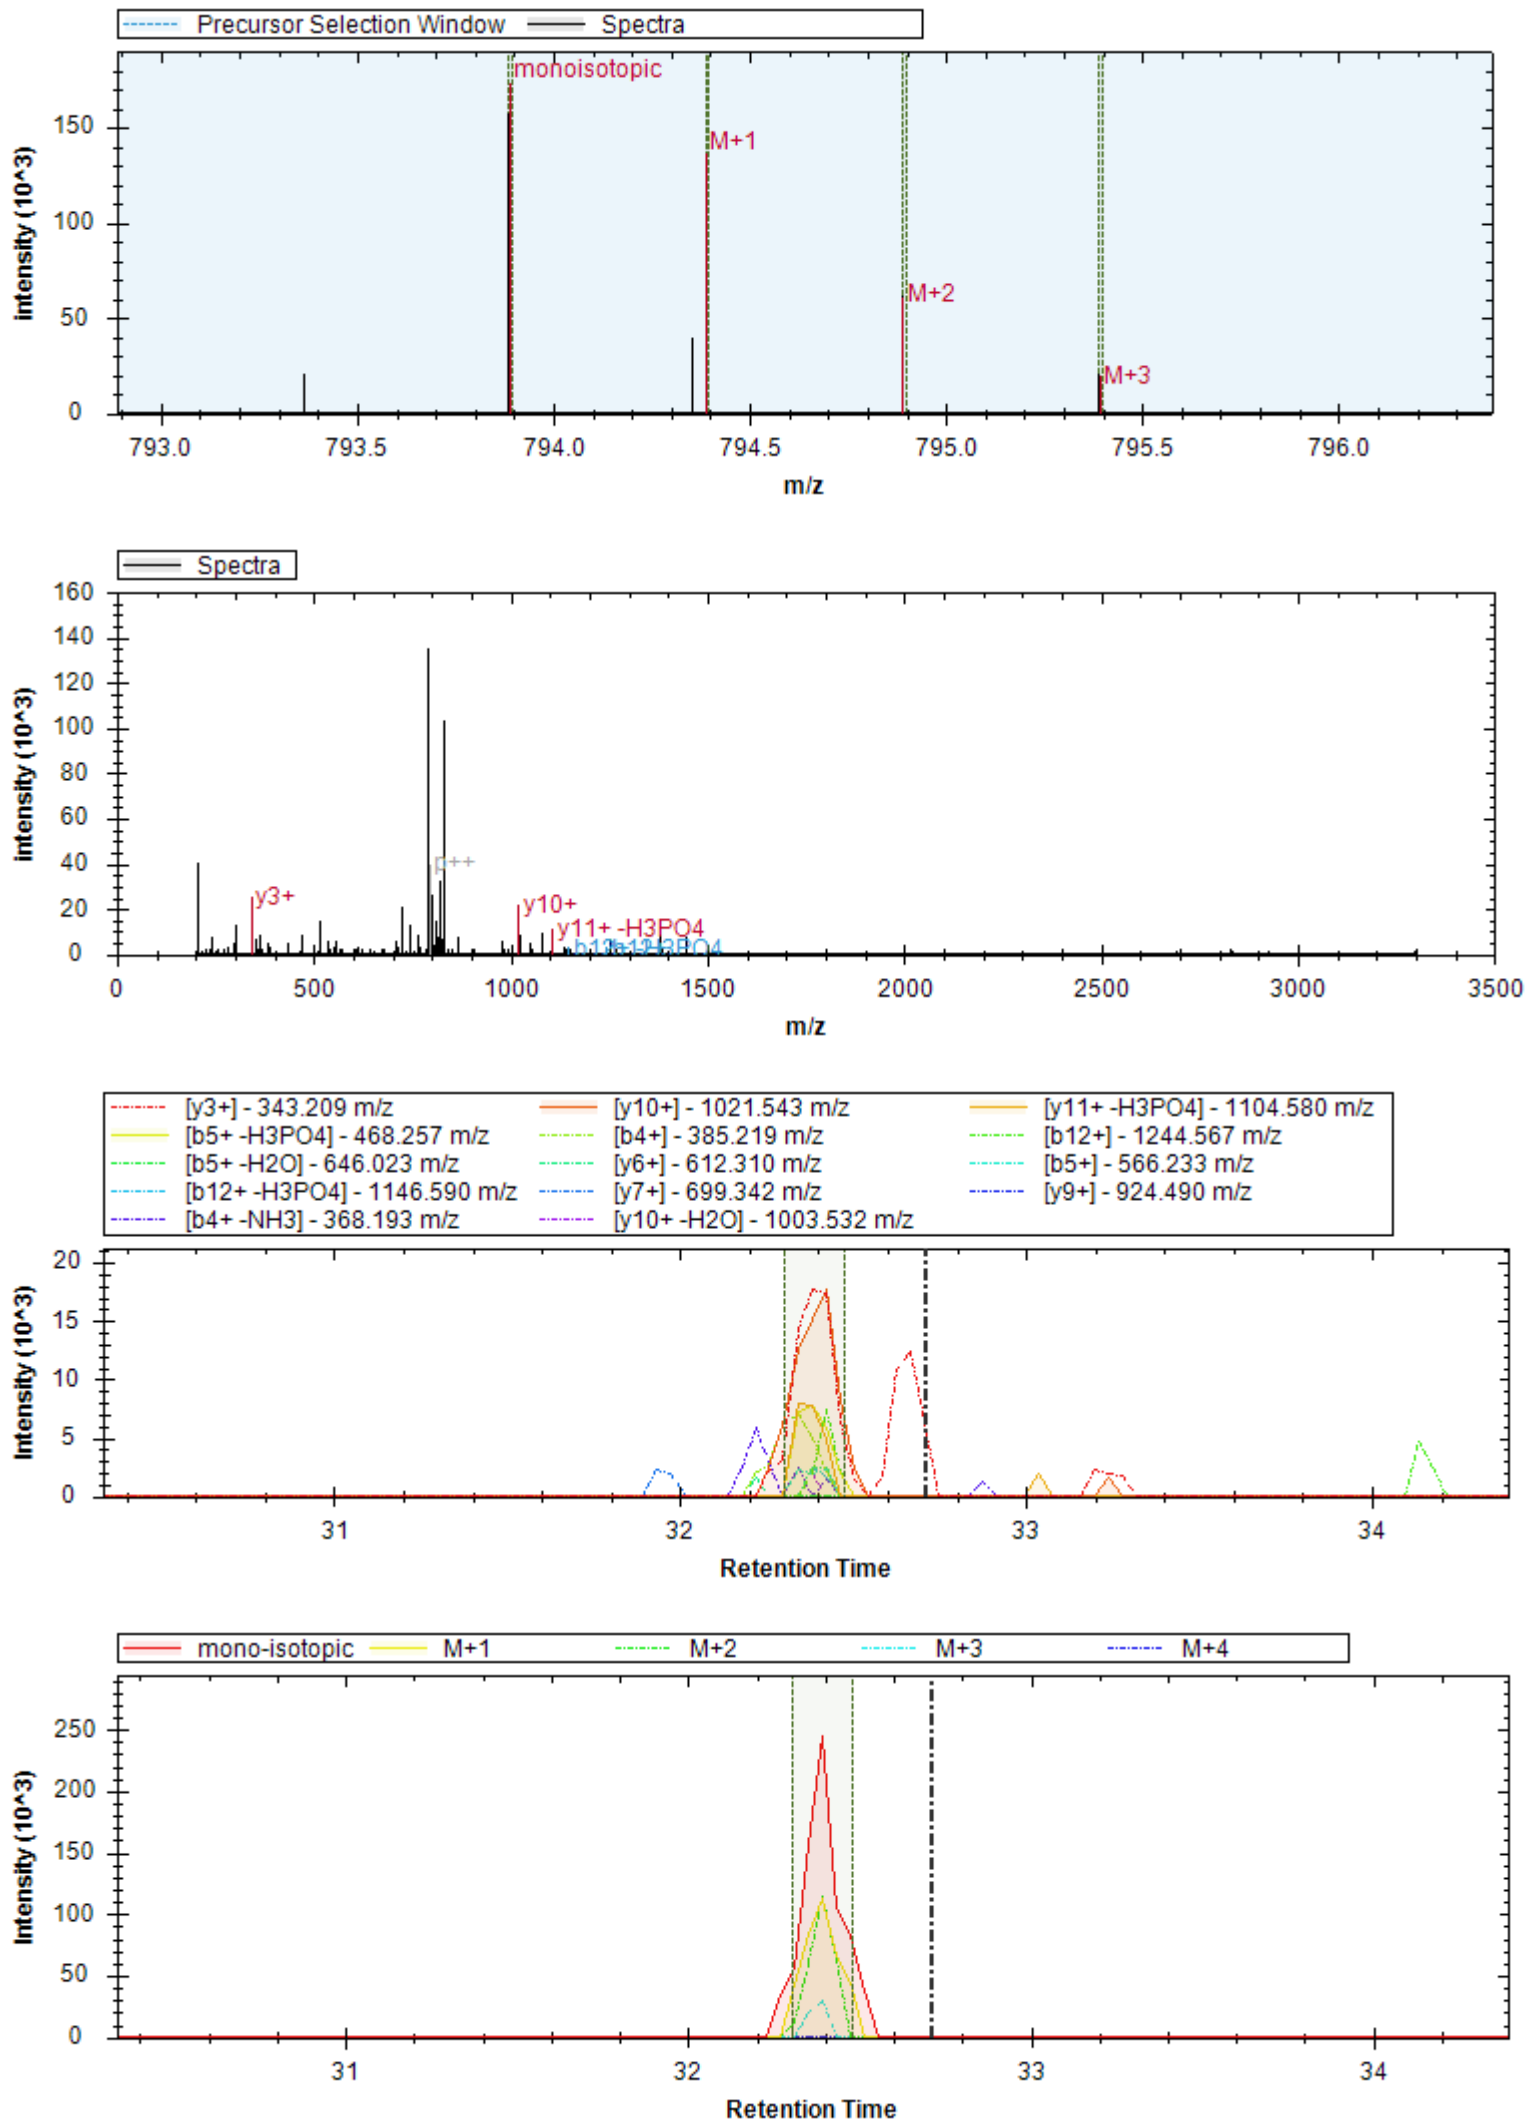 Precursor Selection Window Spectra
intensity (10^3)
150
100
50
0
monoisotopic
M+1
M+2
M+3
793.0 793.5 794.0 794.5 795.0 795.5 796.0
m/z
Spectra
intensity (10^3)
160
140
120
100
80
60
40
20
0
p++
y3+
y10+
y11+ -H3PO4
0 500 1000 1500 2000 2500 3000 3500
m/z
[y3+] - 343.209 m/z [y10+] - 1021.543 m/z [y11+ -H3PO4] - 1104.580 m/z
[b5+ -H3PO4] - 468.257 m/z [b4+] - 385.219 m/z [b12+] - 1244.567 m/z
[b5+ -H2O] - 646.023 m/z [y6+] - 612.310 m/z [b5+] - 566.233 m/z
[b12+ -H3PO4] - 1146.590 m/z [y7+] - 699.342 m/z [y9+] - 924.490 m/z
[b4+ -NH3] - 368.193 m/z [y10+ -H2O] - 1003.532 m/z
Intensity (10^3)
20
15
10
5
0
31 32 33 34
Retention Time
mono-isotopic M+1 M+2 M+3 M+4
Intensity (10^3)
250
200
150
100
50
0
31 32 33 34
Retention Time